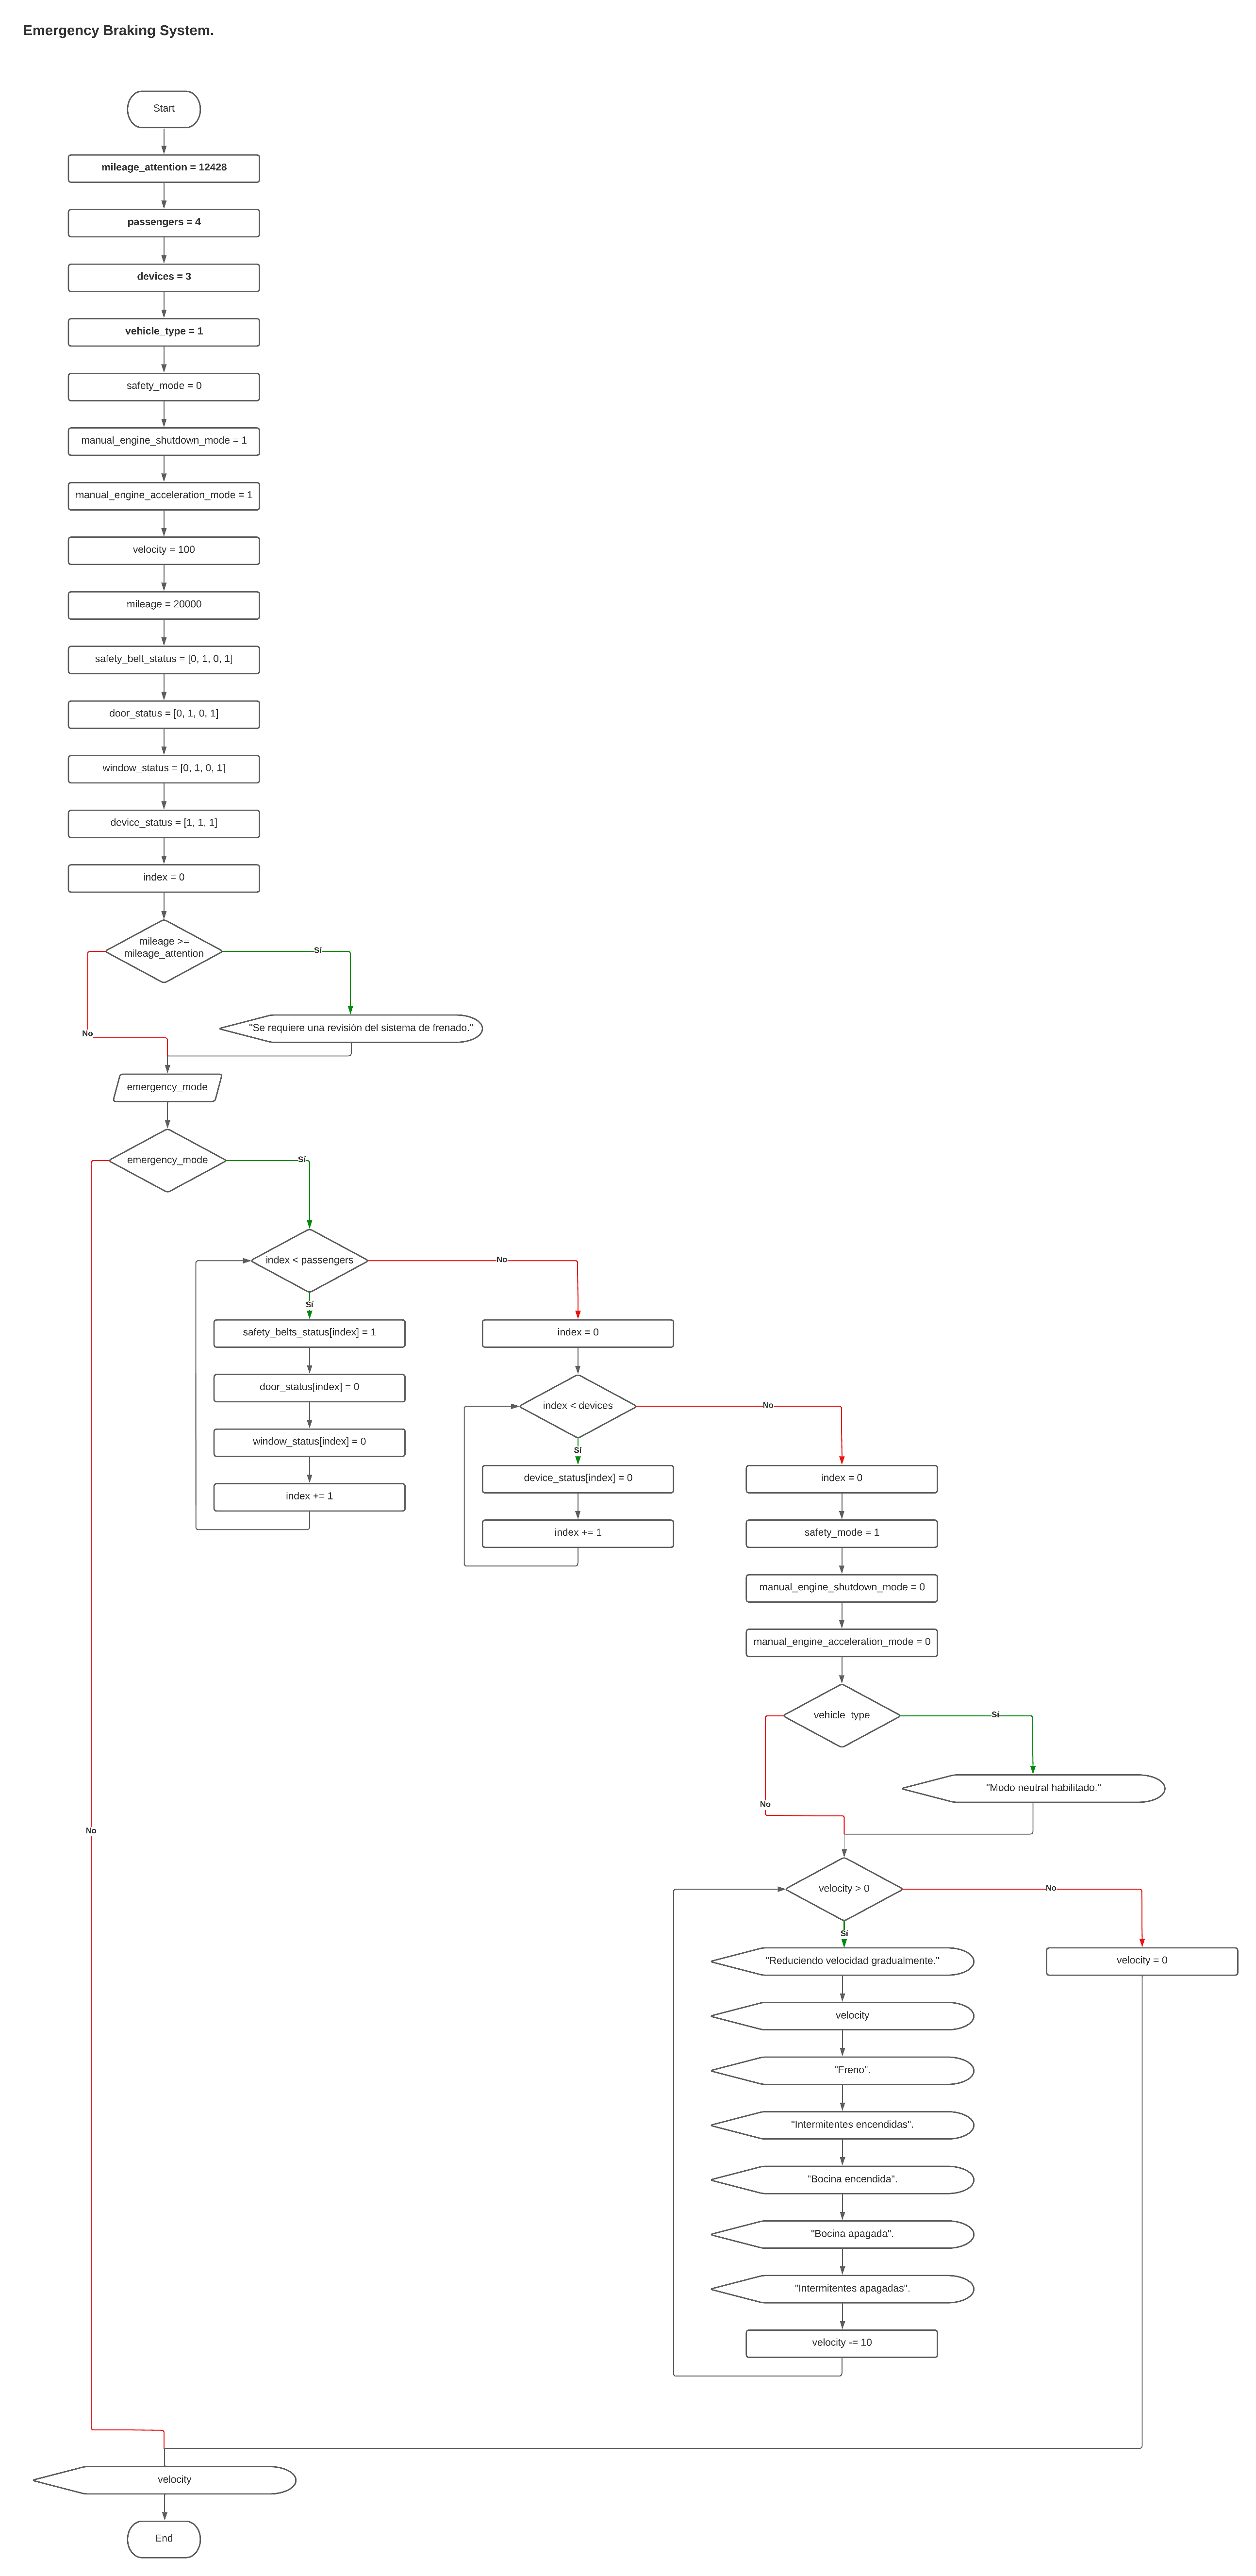 Emergency Braking System.
Start
mileage_attention = 12428
passengers = 4
devices = 3
vehicle_type = 1
safety_mode = 0
manual_engine_shutdown_mode = 1
manual_engine_acceleration_mode = 1
velocity = 100
mileage = 20000
safety_belt_status = [0, 1, 0, 1]
door_status = [0, 1, 0, 1]
window_status = [0, 1, 0, 1]
device_status = [1, 1, 1]
index = 0
mileage >=
mileage_attention
Sí
No
"Se requiere una revisión del sistema de frenado."
emergency_mode
emergency_mode
Sí
No
index < passengers
No
Sí
safety_belts_status[index] = 1
door_status[index] = 0
window_status[index] = 0
index += 1
index = 0
index < devices
No
Sí
device_status[index] = 0
index += 1
index = 0
safety_mode = 1
manual_engine_shutdown_mode = 0
manual_engine_acceleration_mode = 0
vehicle_type
Sí
No
"Modo neutral habilitado."
velocity > 0
No
Sí
"Reduciendo velocidad gradualmente."
velocity
"Freno".
"Intermitentes encendidas".
"Bocina encendida".
"Bocina apagada".
"Intermitentes apagadas".
velocity -= 10
velocity = 0
velocity
End